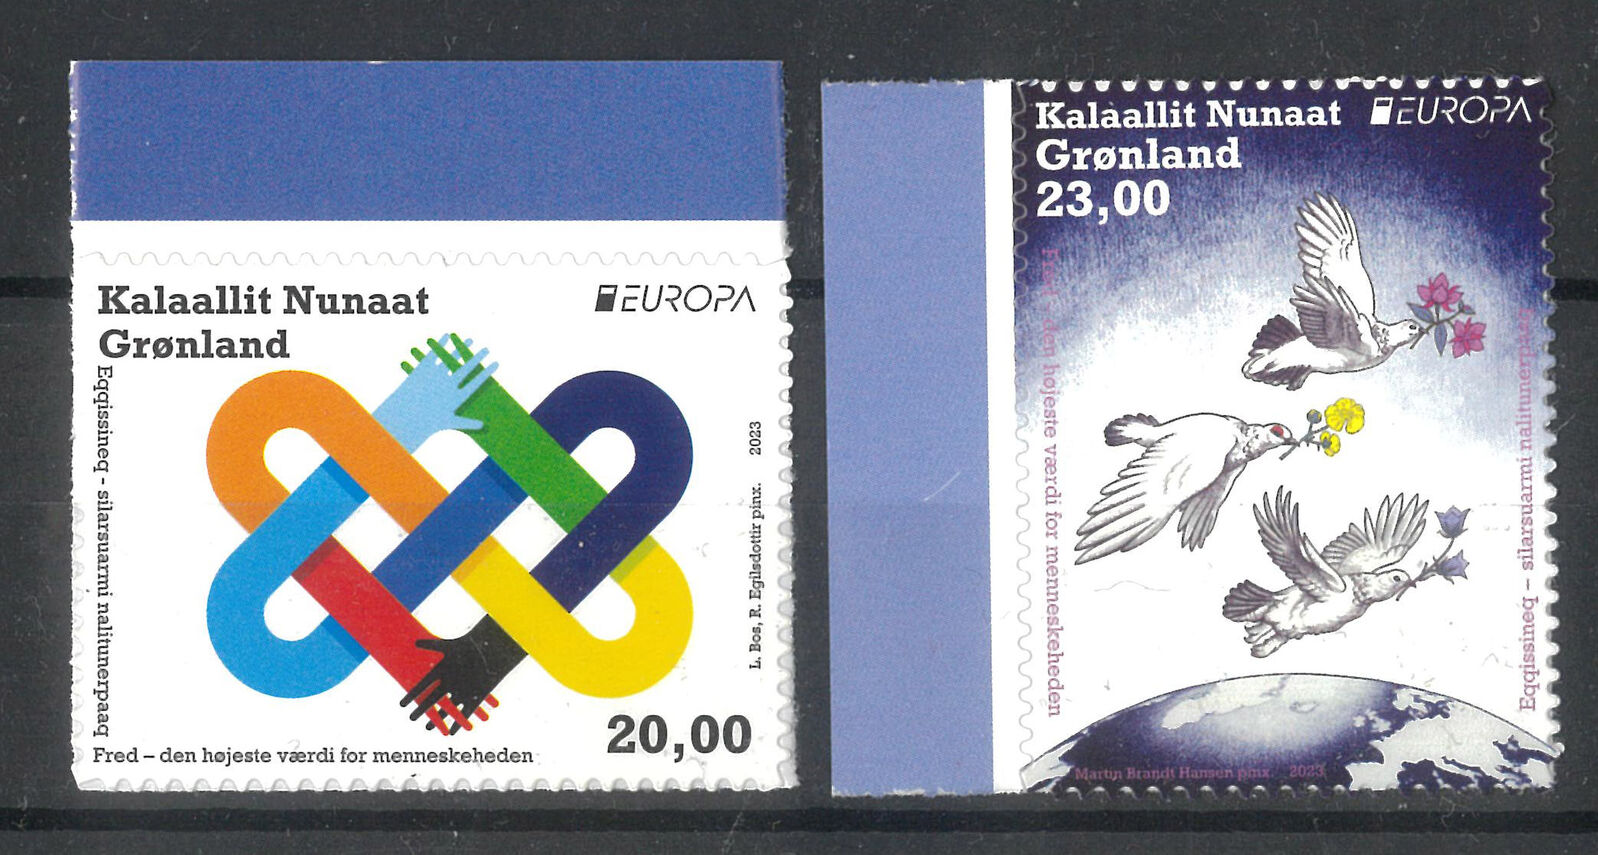 Kalaallit Nunaat
Grønland
EUROPA
Eqqissineq - silarsuarmi nalitunerpaaq
L. Bos, R. Egilsdottir pinx. 2023
20,00
Fred – den højeste værdi for menneskeheden
Kalaallit Nunaat
Grønland
23,00
EUROPA
Fred – den højeste værdi for menneskeheden
Eqqissineq – silarsuarmi nalitunerpaaq
Martin Brandt Hansen pinx. 2023